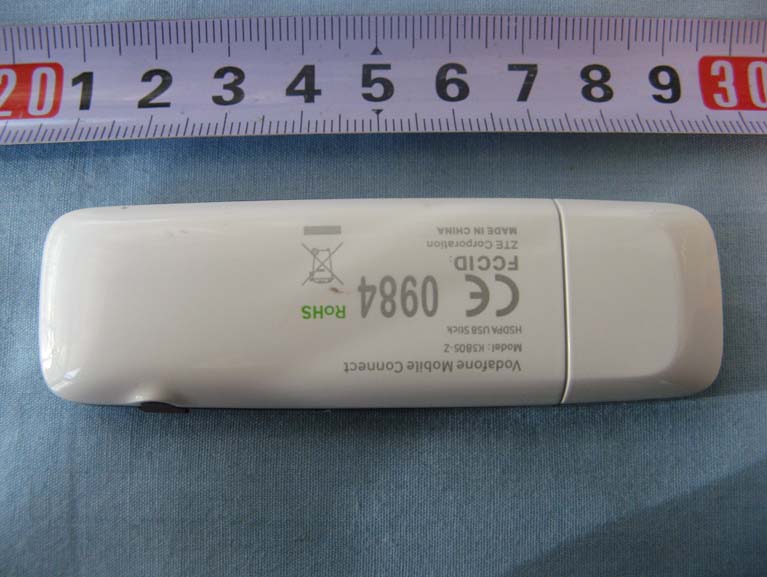 20 1 2 3 4 5 6 7 8 9 30
Vodafone Mobile Connect
Model : K3805-Z
HSDPA USB Stick
CE 0984 RoHS
FCCID:
ZTE Corporation
MADE IN CHINA